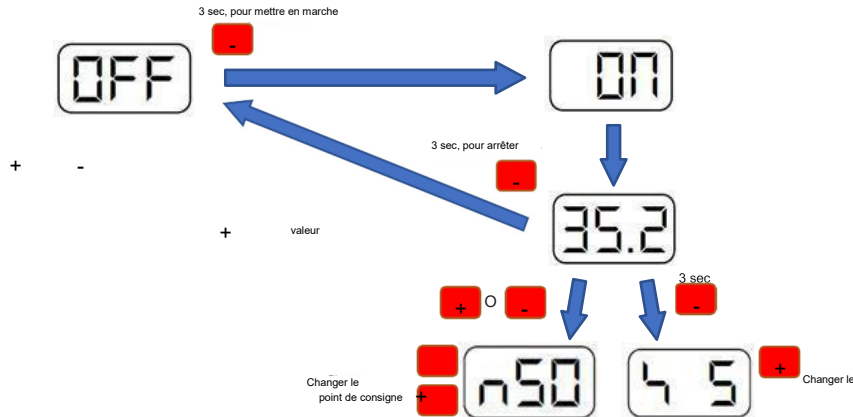 3 sec, pour mettre en marche
-
OFF
ON
3 sec, pour arrêter
-
+ -
35.2
+ valeur
3 sec
+ O -
-
n50
5
+
Changer le
point de consigne +
Changer le